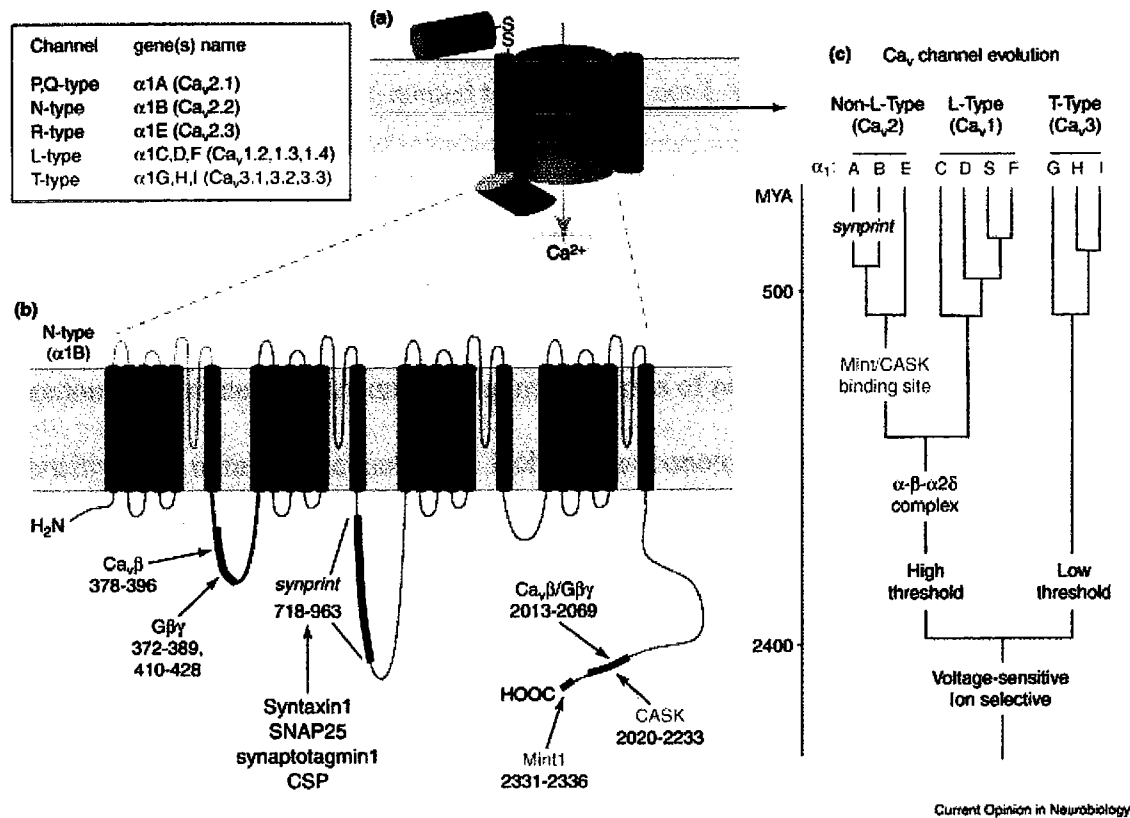 Channel gene(s) name
P,Q-type α1A (Cav2.1)
N-type α1B (Cav2.2)
R-type α1E (Cav2.3)
L-type α1C,D,F (Cav1.2, 1.3, 1.4)
T-type α1G,H,I (Cav3.1, 3.2, 3.3)
(a)
S
S
Ca2+
(b)
N-type
(α1B)
H2N
Cavβ
378-396
Gβγ
372-389,
410-428
synprint
718-963
Syntaxin1
SNAP25
synaptotagmin1
CSP
Cavβ/Gβγ
2013-2069
HOOC
CASK
2020-2233
Mint1
2331-2336
(c) Cav channel evolution
Non-L-Type L-Type T-Type
(Cav2) (Cav1) (Cav3)
α1: A B E C D S F G H I
MYA
synprint
500
Mint/CASK
binding site
α-β-α2δ
complex
High
threshold
Low
threshold
2400
Voltage-sensitive
Ion selective
Current Opinion in Neurobiology